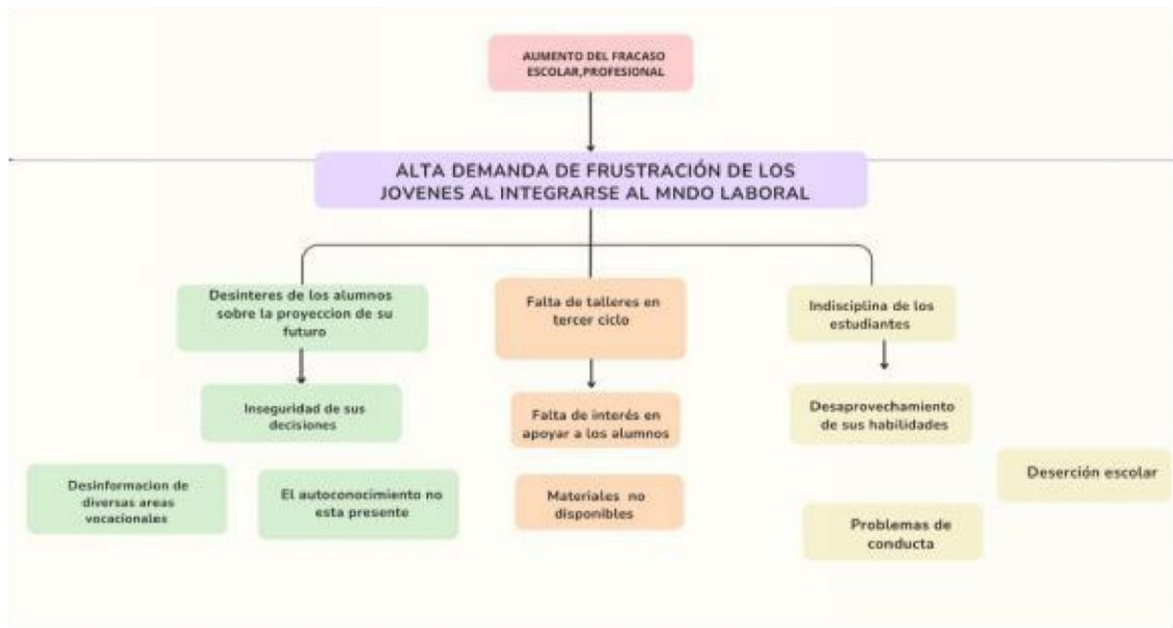 AUMENTO DEL FRACASO
ESCOLAR,PROFESIONAL
ALTA DEMANDA DE FRUSTRACIÓN DE LOS
JOVENES AL INTEGRARSE AL MNDO LABORAL
Desinteres de los alumnos
sobre la proyeccion de su
futuro
Inseguridad de sus
decisiones
Desinformacion de
diversas areas
vocacionales
El autoconocimiento no
esta presente
Falta de talleres en
tercer ciclo
Falta de interés en
apoyar a los alumnos
Materiales no
disponibles
Indisciplina de los
estudiantes
Desaprovechamiento
de sus habilidades
Deserción escolar
Problemas de
conducta